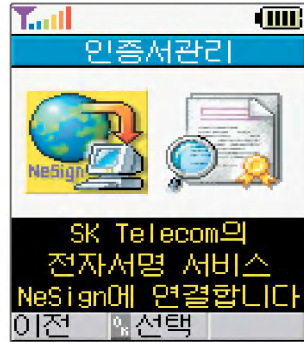 인증서관리
NeSign
SK Telecom의
전자서명 서비스
NeSign에 연결합니다
이전 OK 선택